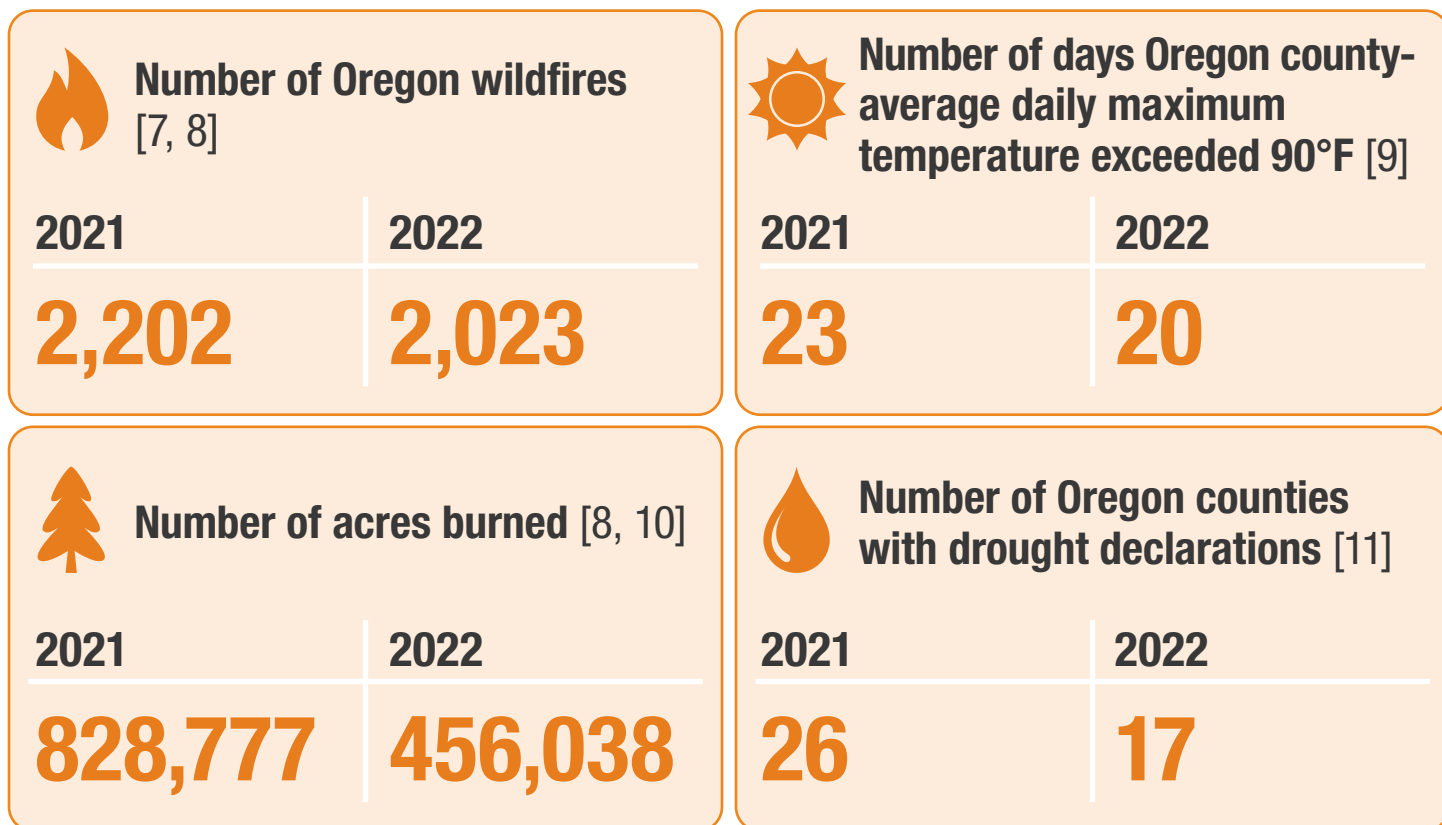 Number of Oregon wildfires
[7, 8]
2021
2022
2,202
2,023
Number of days Oregon county-
average daily maximum
temperature exceeded 90°F [9]
2021
2022
23
20
Number of acres burned [8, 10]
2021
2022
828,777
456,038
Number of Oregon counties
with drought declarations [11]
2021
2022
26
17